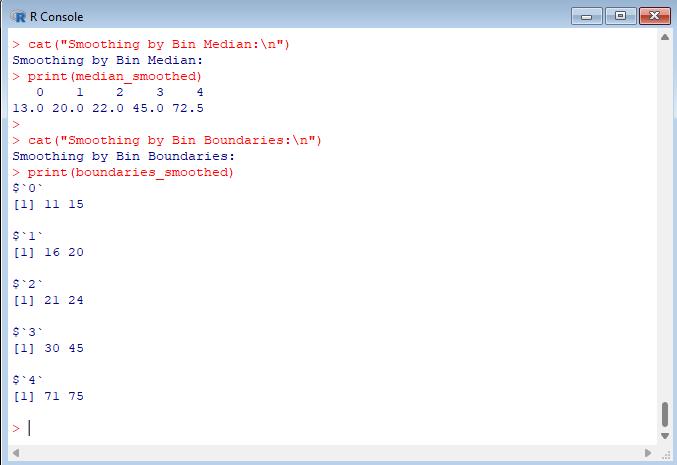 R Console
> cat("Smoothing by Bin Median:\n")
Smoothing by Bin Median:
> print(median_smoothed)
   0    1    2    3    4
13.0 20.0 22.0 45.0 72.5
>
> cat("Smoothing by Bin Boundaries:\n")
Smoothing by Bin Boundaries:
> print(boundaries_smoothed)
$`0`
[1] 11 15

$`1`
[1] 16 20

$`2`
[1] 21 24

$`3`
[1] 30 45

$`4`
[1] 71 75

>